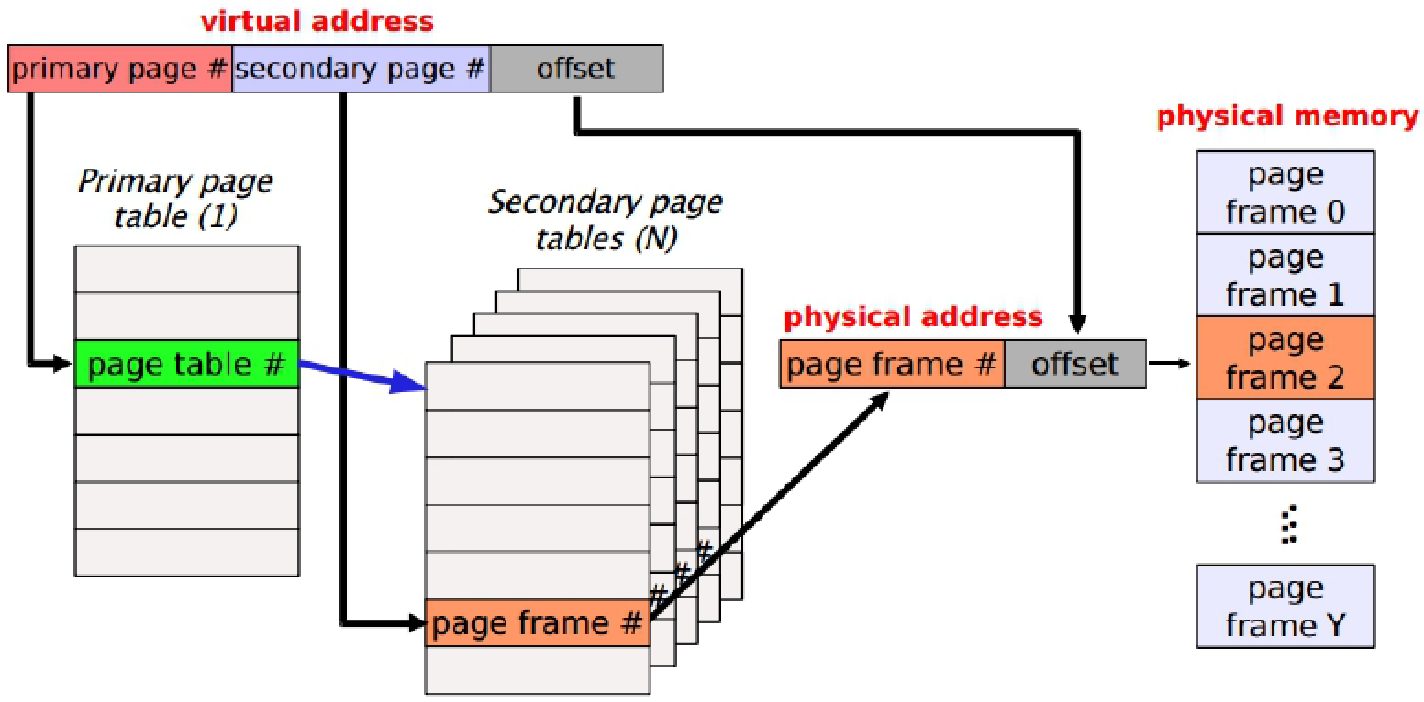 virtual address
primary page #
secondary page #
offset
physical memory
Primary page
table (1)
Secondary page
tables (N)
page
frame 0
page
frame 1
physical address
page table #
page frame #
offset
page
frame 2
page
frame 3
#
#
#
page frame #
page
frame Y